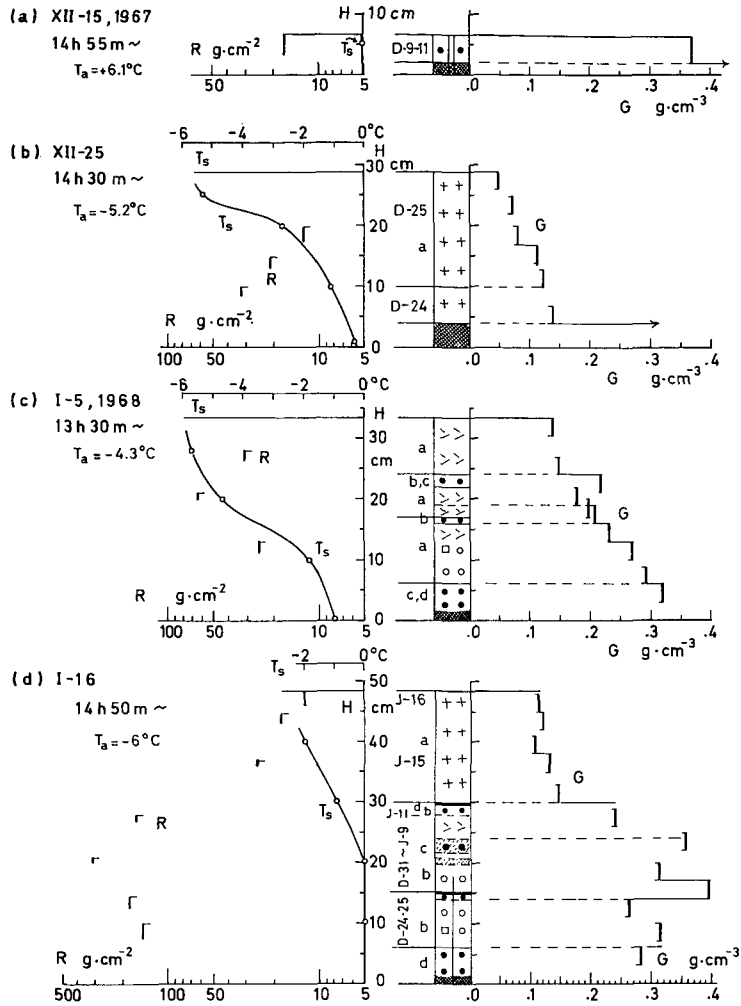 (a) XII-15, 1967
14h 55m ~
Ta = +6.1°C
H 10 cm
R g·cm-2
Ts
50 10 5
0
D-9-11
.0 .1 .2 .3 .4
G g·cm-3
(b) XII-25
14h 30m ~
Ta = -5.2°C
-6 -4 -2 0°C
H
30 cm
Ts
Ts
20
Γ
R
10
R g·cm-2
0
100 50 10 5
D-25
a
D-24
G
.0 .1 .2 .3 .4
G g·cm-3
(c) I-5, 1968
13h 30m ~
Ta = -4.3°C
-6 -4 -2 0°C
Ts
H
30
cm
R
20
Ts
10
R g·cm-2
0
100 50 10 5
a
b,c
a
b
a
c,d
G
.0 .1 .2 .3 .4
G g·cm-3
(d) I-16
14h 50m ~
Ta = -6°C
Ts -2 0°C
50
H cm
40
Ts
30
R
20
10
R g·cm-2
0
500 100 50 10 5
J-16
a
J-15
J-11 d b
D-31~J-9
c
b
D-24-25
b
d
G
G g·cm-3
.0 .1 .2 .3 .4